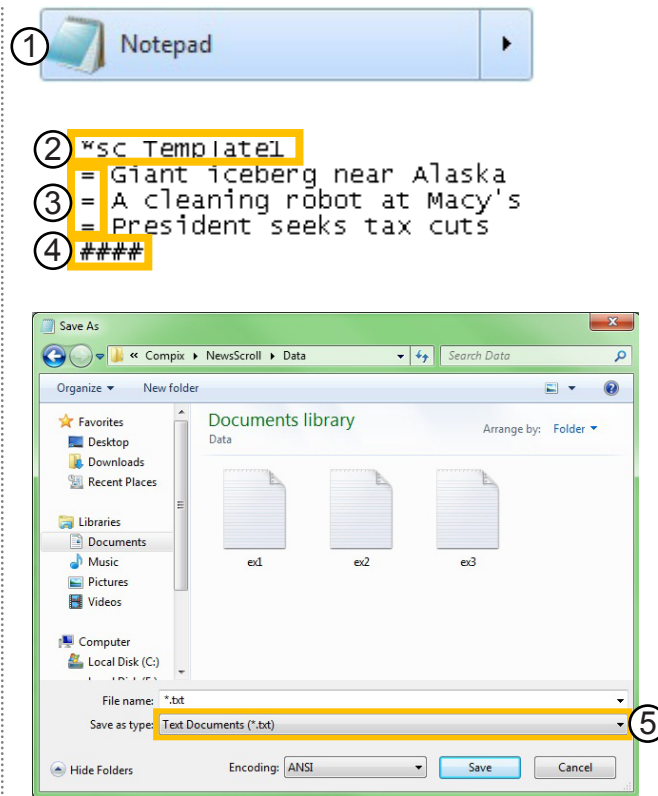 ① Notepad
② *sc Template1
= Giant iceberg near Alaska
③ = A cleaning robot at Macy's
= President seeks tax cuts
④ ####
Save As
« Compix ▸ NewsScroll ▸ Data
Search Data
Organize
New folder
Favorites
Desktop
Downloads
Recent Places
Libraries
Documents
Music
Pictures
Videos
Computer
Local Disk (C:)
Documents library
Data
Arrange by: Folder
ex1 ex2 ex3
File name: *.txt
Save as type: Text Documents (*.txt) ⑤
Hide Folders
Encoding: ANSI
Save
Cancel